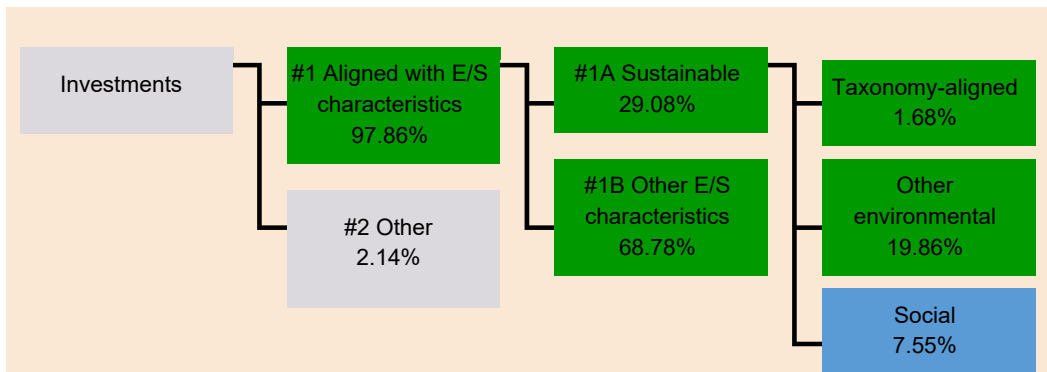 Investments
#1 Aligned with E/S
characteristics
97.86%
#2 Other
2.14%
#1A Sustainable
29.08%
#1B Other E/S
characteristics
68.78%
Taxonomy-aligned
1.68%
Other
environmental
19.86%
Social
7.55%